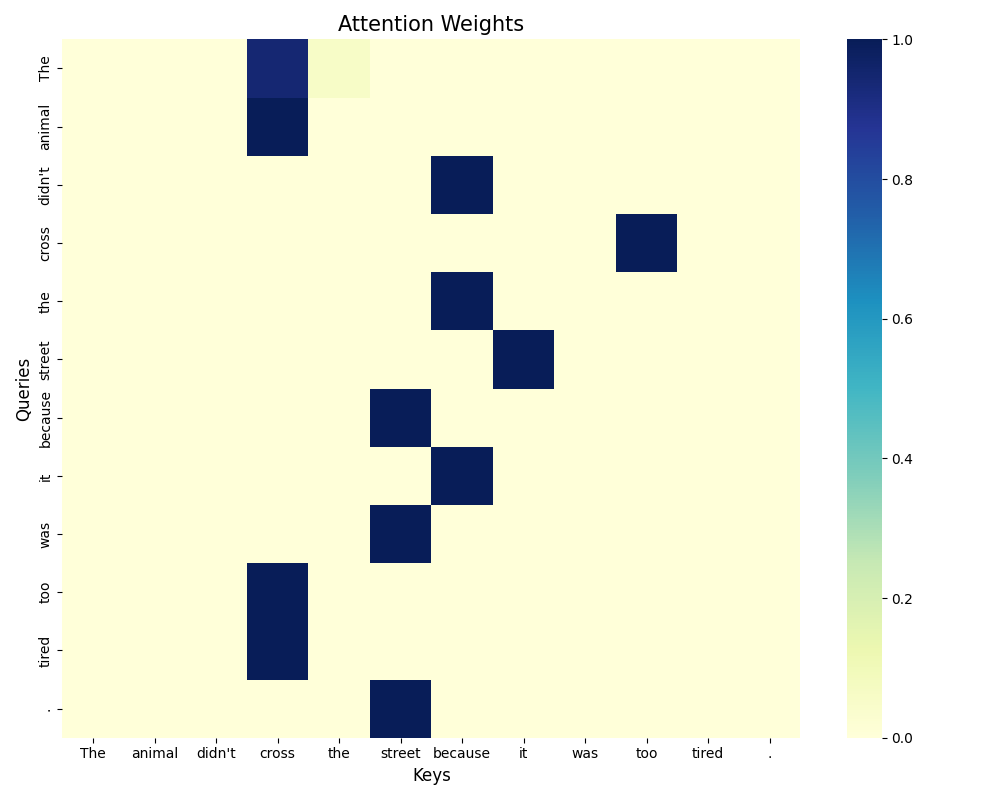 Attention Weights
Queries
The
animal
didn't
cross
the
street
because
it
was
too
tired
.
The animal didn't cross the street because it was too tired .
Keys
1.0
0.8
0.6
0.4
0.2
0.0